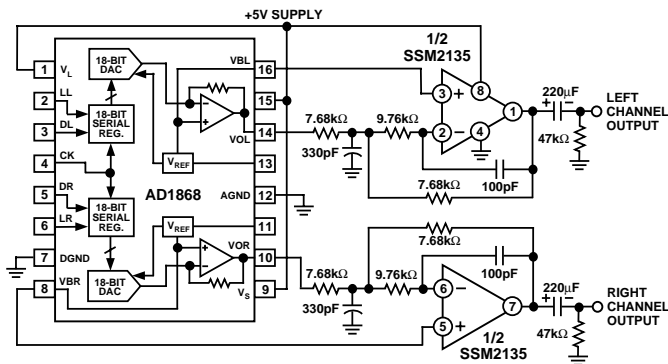 +5V SUPPLY
1
VL
2
LL
3
DL
4
CK
5
DR
6
LR
7
DGND
8
VBR
18-BIT
DAC
18-BIT
SERIAL
REG.
18-BIT
SERIAL
REG.
18-BIT
DAC
AD1868
VREF
VREF
VBL
16
15
VOL
14
13
AGND
12
11
VOR
10
VS
9
7.68kΩ
330pF
9.76kΩ
100pF
7.68kΩ
1/2
SSM2135
3
+
2
−
8
1
4
220µF
+
−
47kΩ
LEFT
CHANNEL
OUTPUT
7.68kΩ
7.68kΩ
330pF
9.76kΩ
100pF
6
−
5
+
7
1/2
SSM2135
220µF
+
−
47kΩ
RIGHT
CHANNEL
OUTPUT